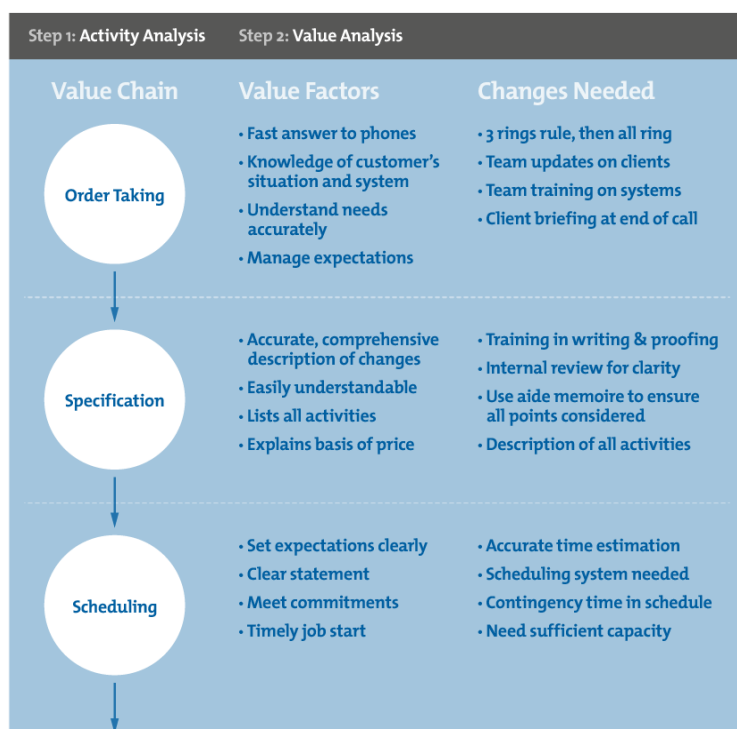 Step 1: Activity Analysis
Step 2: Value Analysis
Value Chain
Value Factors
Changes Needed
Order Taking
• Fast answer to phones
• Knowledge of customer's
situation and system
• Understand needs
accurately
• Manage expectations
• 3 rings rule, then all ring
• Team updates on clients
• Team training on systems
• Client briefing at end of call
Specification
• Accurate, comprehensive
description of changes
• Easily understandable
• Lists all activities
• Explains basis of price
• Training in writing & proofing
• Internal review for clarity
• Use aide memoire to ensure
all points considered
• Description of all activities
Scheduling
• Set expectations clearly
• Clear statement
• Meet commitments
• Timely job start
• Accurate time estimation
• Scheduling system needed
• Contingency time in schedule
• Need sufficient capacity